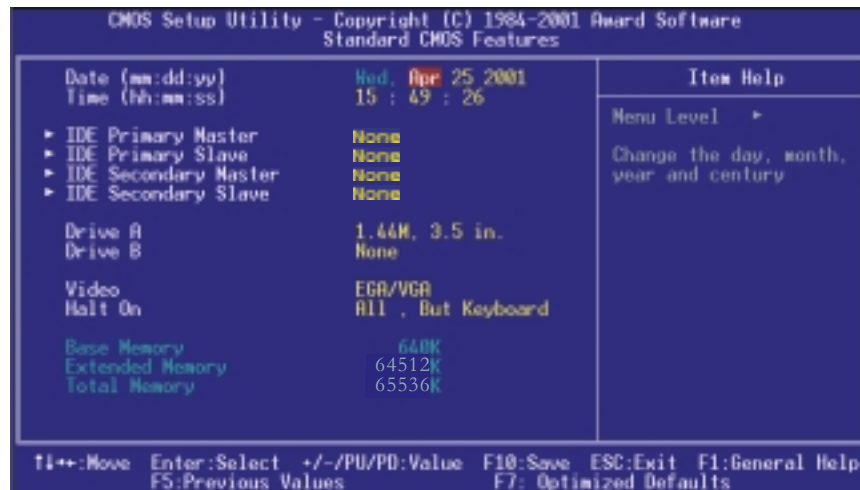 CMOS Setup Utility - Copyright (C) 1984-2001 Award Software
Standard CMOS Features
Date (mm:dd:yy) Wed, Apr 25 2001
Time (hh:mm:ss) 15 : 49 : 26
► IDE Primary Master None
► IDE Primary Slave None
► IDE Secondary Master None
► IDE Secondary Slave None
Drive A 1.44M, 3.5 in.
Drive B None
Video EGA/VGA
Halt On All , But Keyboard
Base Memory 640K
Extended Memory 64512K
Total Memory 65536K
Item Help
Menu Level ►
Change the day, month,
year and century
↑↓→←:Move Enter:Select +/-/PU/PD:Value F10:Save ESC:Exit F1:General Help
F5:Previous Values F7: Optimized Defaults